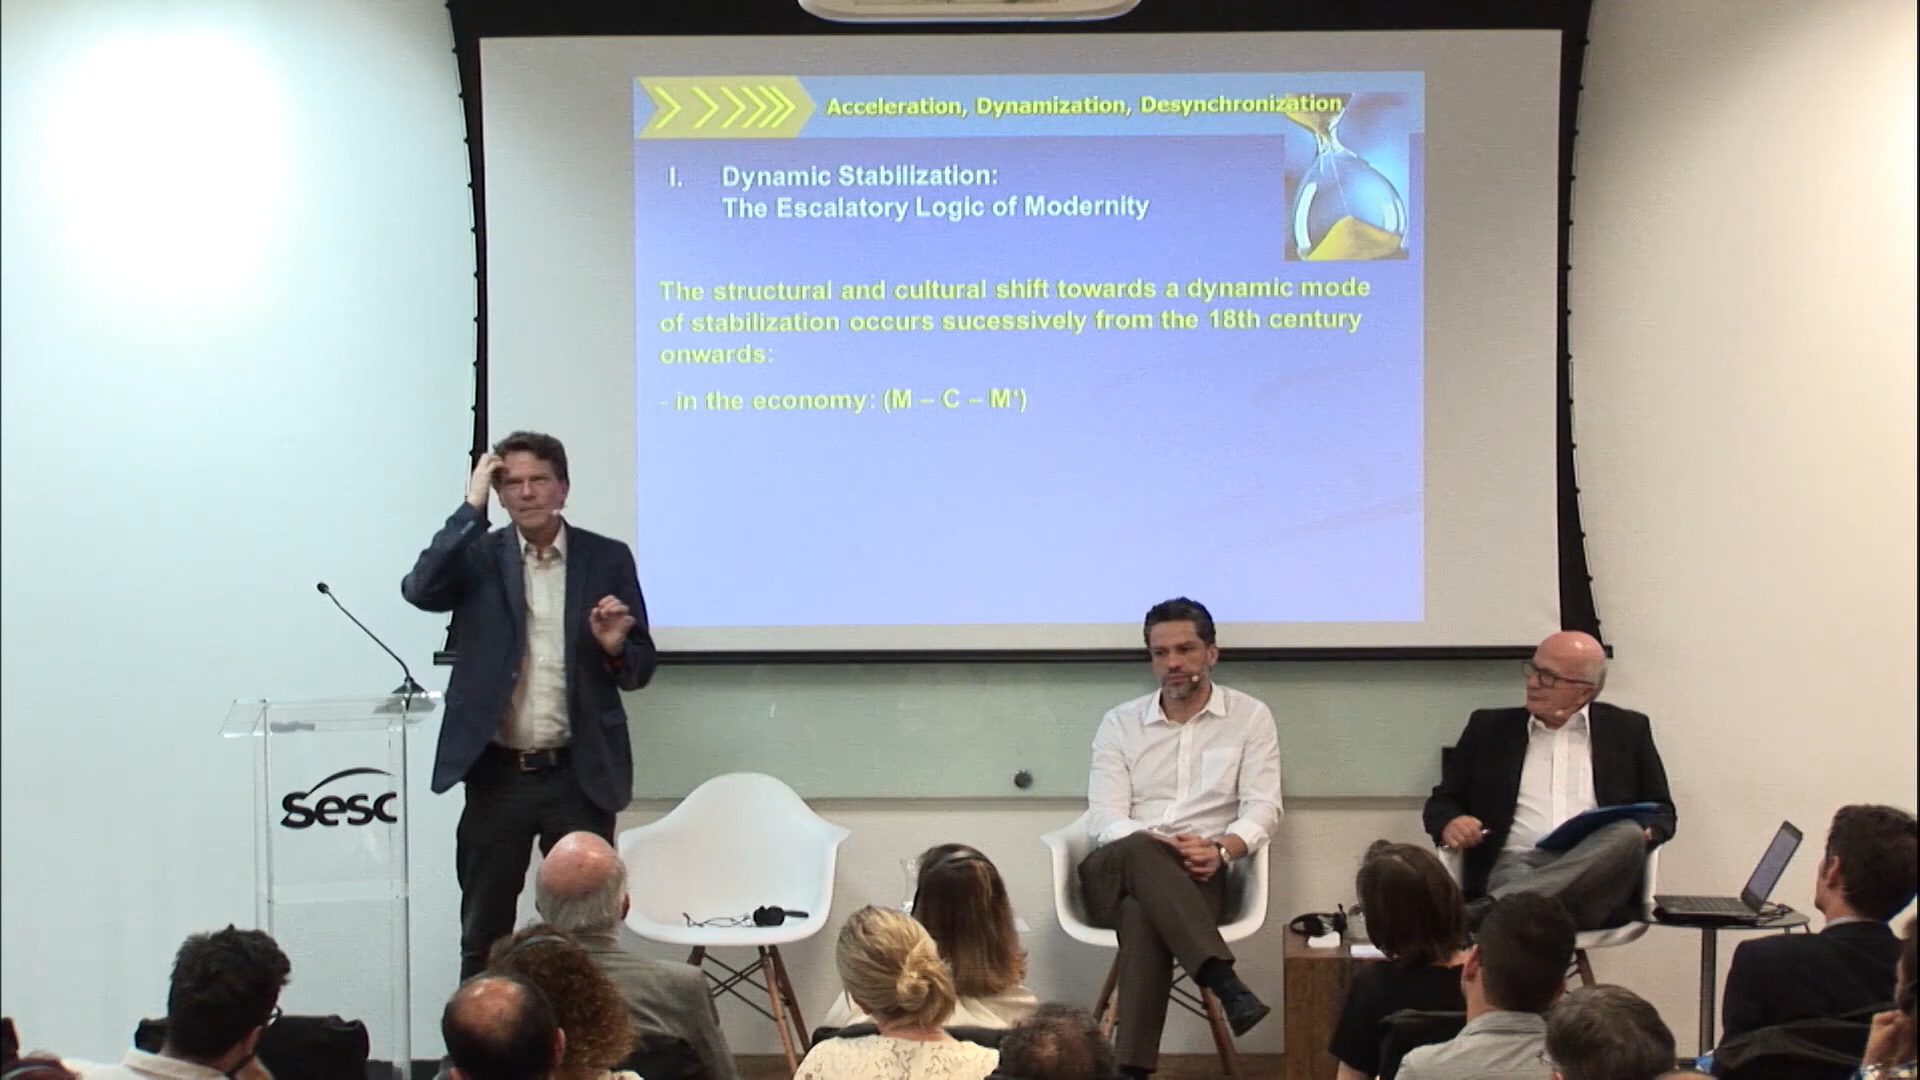 Acceleration, Dynamization, Desynchronization
I. Dynamic Stabilization:
The Escalatory Logic of Modernity
The structural and cultural shift towards a dynamic mode
of stabilization occurs sucessively from the 18th century
onwards:
- in the economy: (M – C – M‘)
sesc